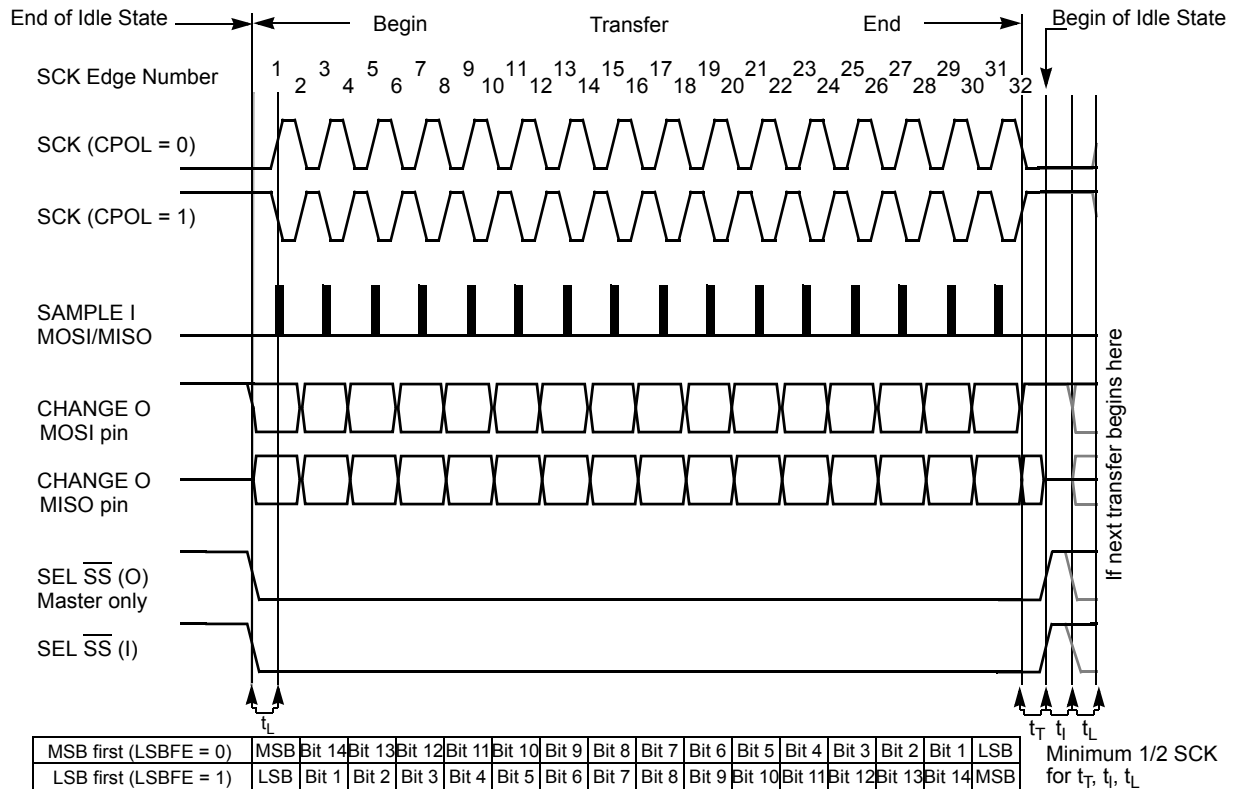 End of Idle State
Begin
Transfer
End
Begin of Idle State
SCK Edge Number
1 3 5 7 9 11 13 15 17 19 21 23 25 27 29 31
2 4 6 8 10 12 14 16 18 20 22 24 26 28 30 32
SCK (CPOL = 0)
SCK (CPOL = 1)
SAMPLE I
MOSI/MISO
CHANGE O
MOSI pin
CHANGE O
MISO pin
SEL S̅S̅ (O)
Master only
SEL S̅S̅ (I)
If next transfer begins here
tL
tT tI tL
MSB first (LSBFE = 0) MSB Bit 14 Bit 13 Bit 12 Bit 11 Bit 10 Bit 9 Bit 8 Bit 7 Bit 6 Bit 5 Bit 4 Bit 3 Bit 2 Bit 1 LSB
LSB first (LSBFE = 1) LSB Bit 1 Bit 2 Bit 3 Bit 4 Bit 5 Bit 6 Bit 7 Bit 8 Bit 9 Bit 10 Bit 11 Bit 12 Bit 13 Bit 14 MSB
Minimum 1/2 SCK
for tT, tI, tL